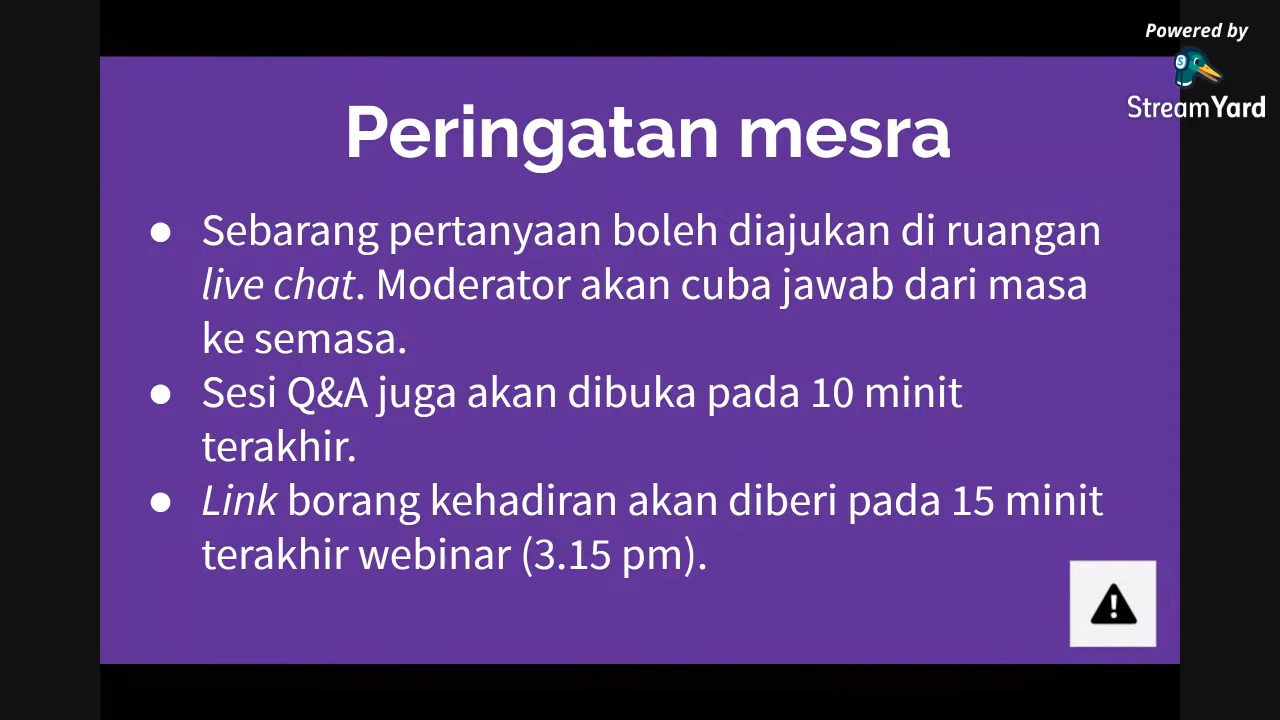 Powered by
StreamYard
Peringatan mesra
● Sebarang pertanyaan boleh diajukan di ruangan
live chat. Moderator akan cuba jawab dari masa
ke semasa.
● Sesi Q&A juga akan dibuka pada 10 minit
terakhir.
● Link borang kehadiran akan diberi pada 15 minit
terakhir webinar (3.15 pm).